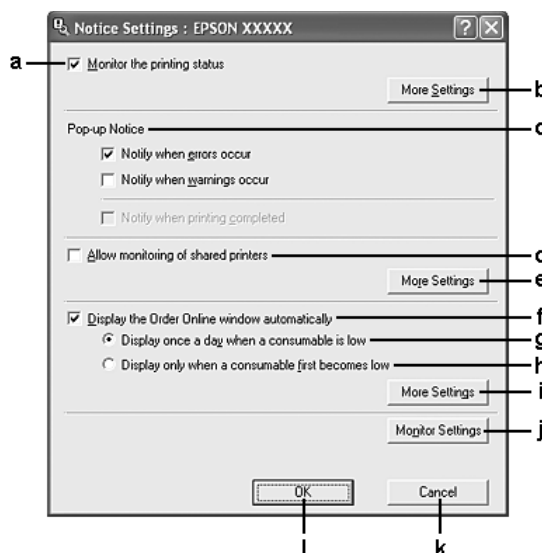 Notice Settings : EPSON XXXXX
a Monitor the printing status
More Settings b
Pop-up Notice
Notify when errors occur
Notify when warnings occur
Notify when printing completed
Allow monitoring of shared printers d
More Settings e
Display the Order Online window automatically f
Display once a day when a consumable is low g
Display only when a consumable first becomes low h
More Settings i
Monitor Settings j
OK Cancel
l k